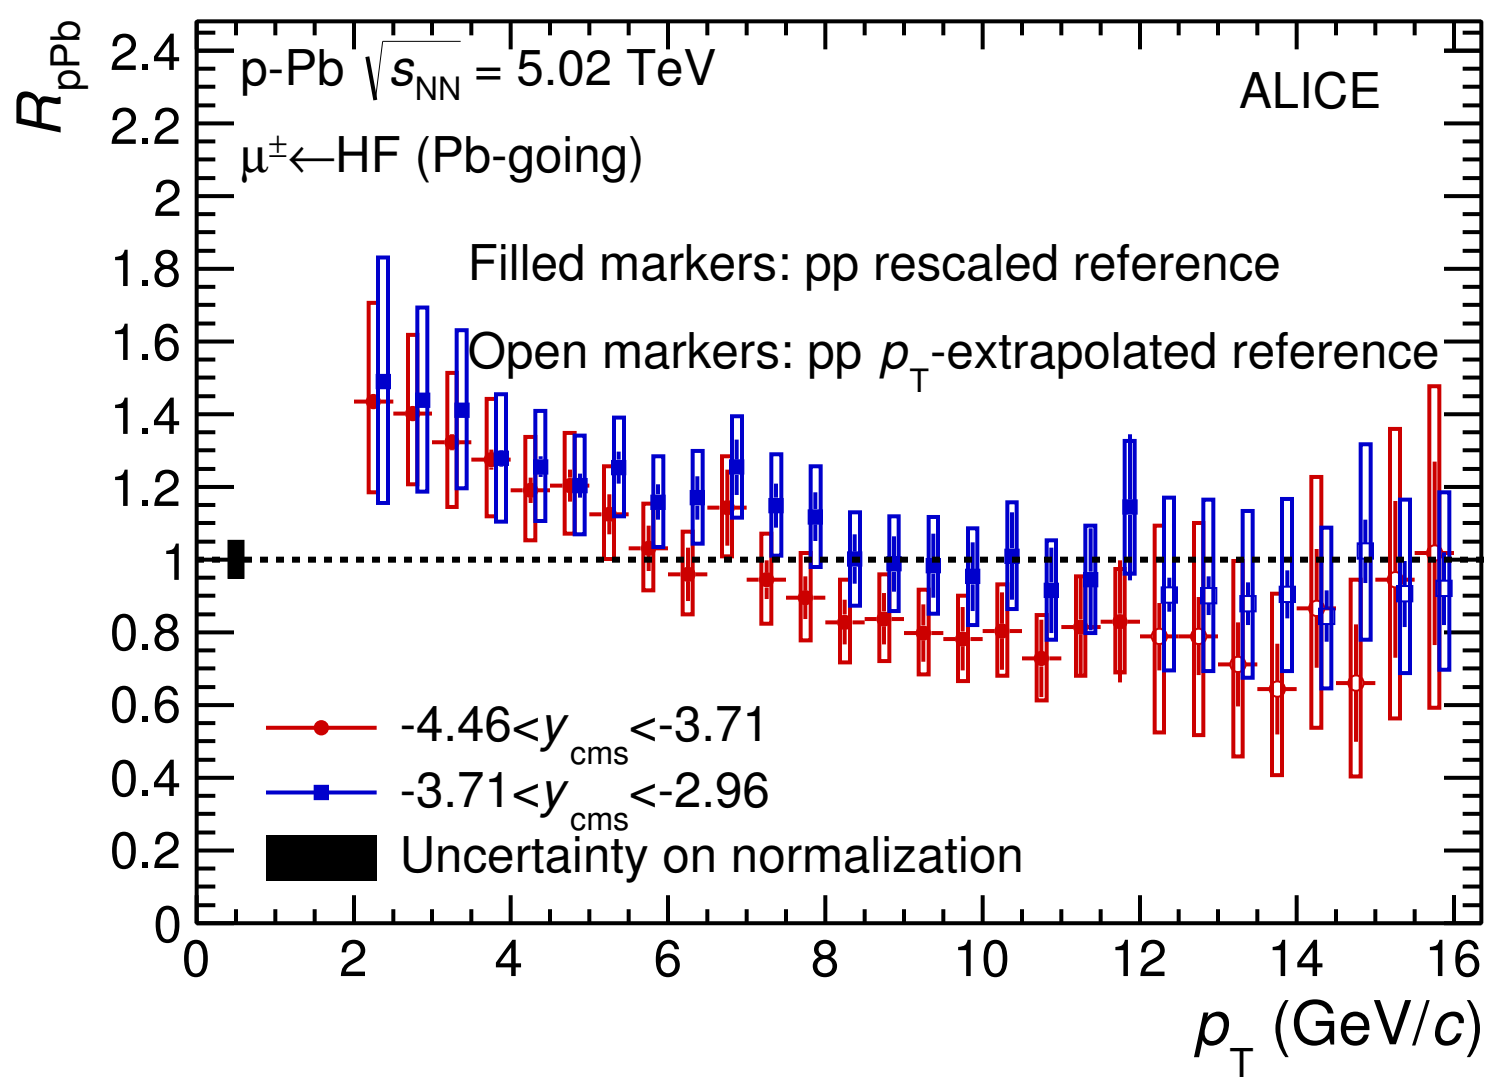 R_pPb
2.4
2.2
2
1.8
1.6
1.4
1.2
1
0.8
0.6
0.4
0.2
0
p-Pb √s_NN = 5.02 TeV
ALICE
μ±←HF (Pb-going)
Filled markers: pp rescaled reference
Open markers: pp p_T-extrapolated reference
-4.46<y_cms<-3.71
-3.71<y_cms<-2.96
Uncertainty on normalization
0 2 4 6 8 10 12 14 16
p_T (GeV/c)